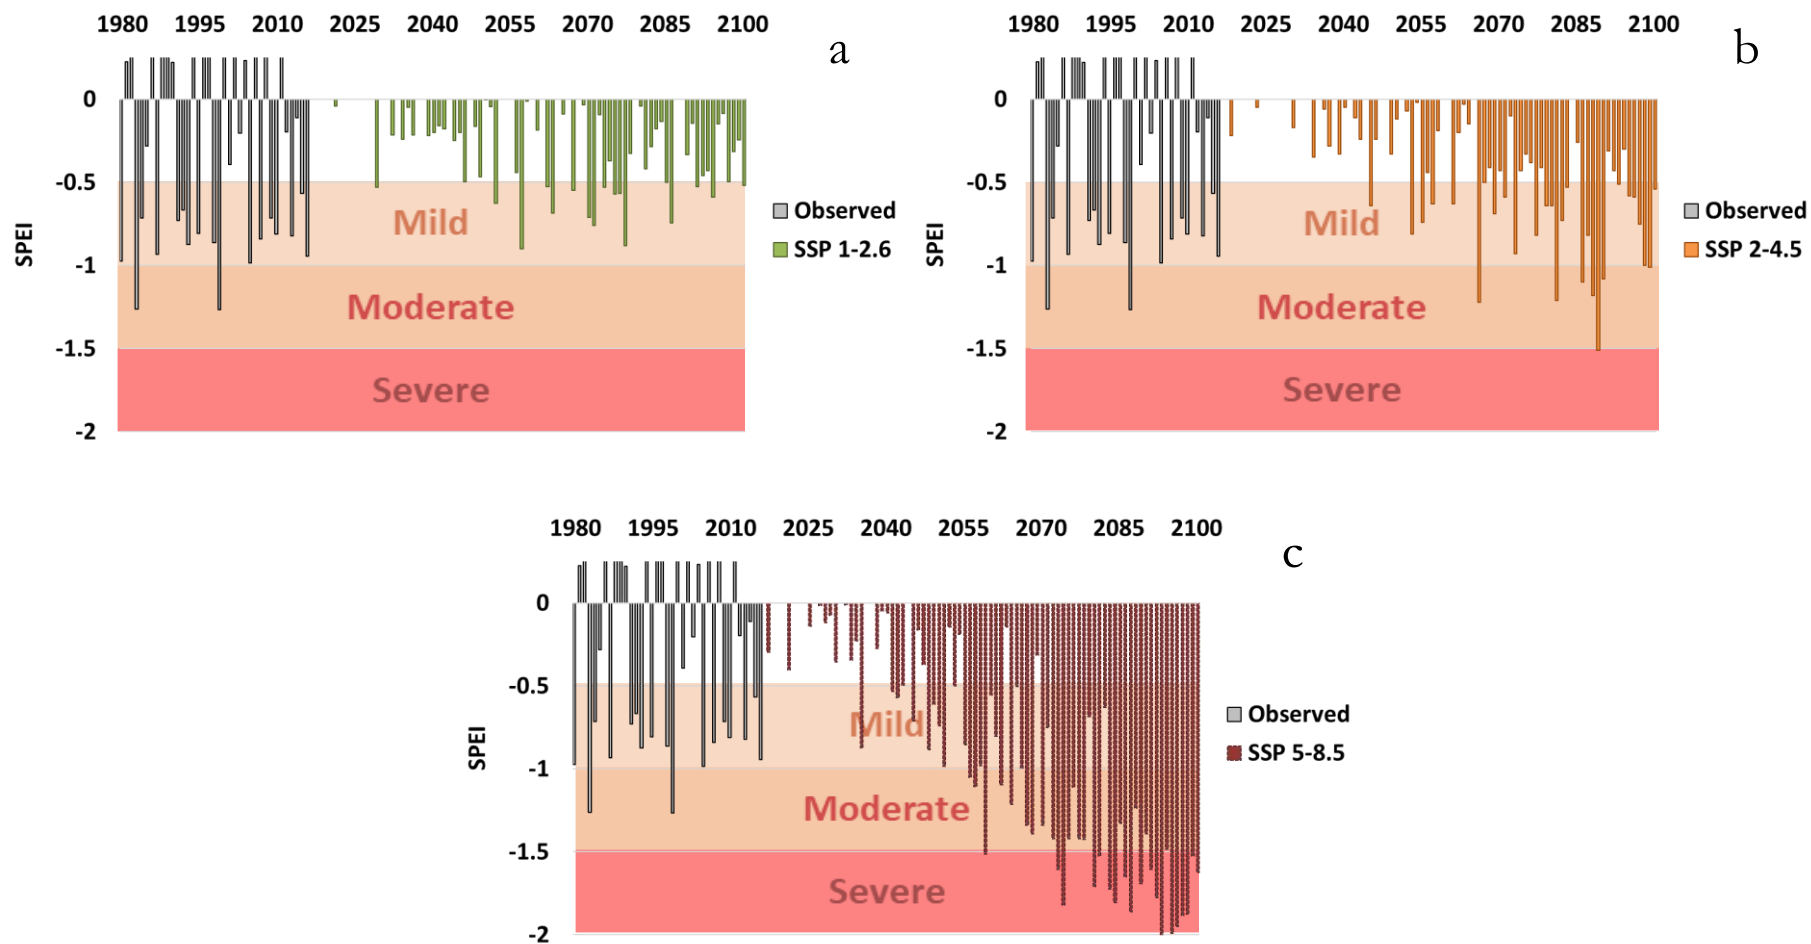 1980 1995 2010 2025 2040 2055 2070 2085 2100
a
0
-0.5
-1
-1.5
-2
SPEI
Mild
Moderate
Severe
Observed
SSP 1-2.6
1980 1995 2010 2025 2040 2055 2070 2085 2100
b
0
-0.5
-1
-1.5
-2
SPEI
Mild
Moderate
Severe
Observed
SSP 2-4.5
1980 1995 2010 2025 2040 2055 2070 2085 2100
c
0
-0.5
-1
-1.5
-2
SPEI
Mild
Moderate
Severe
Observed
SSP 5-8.5